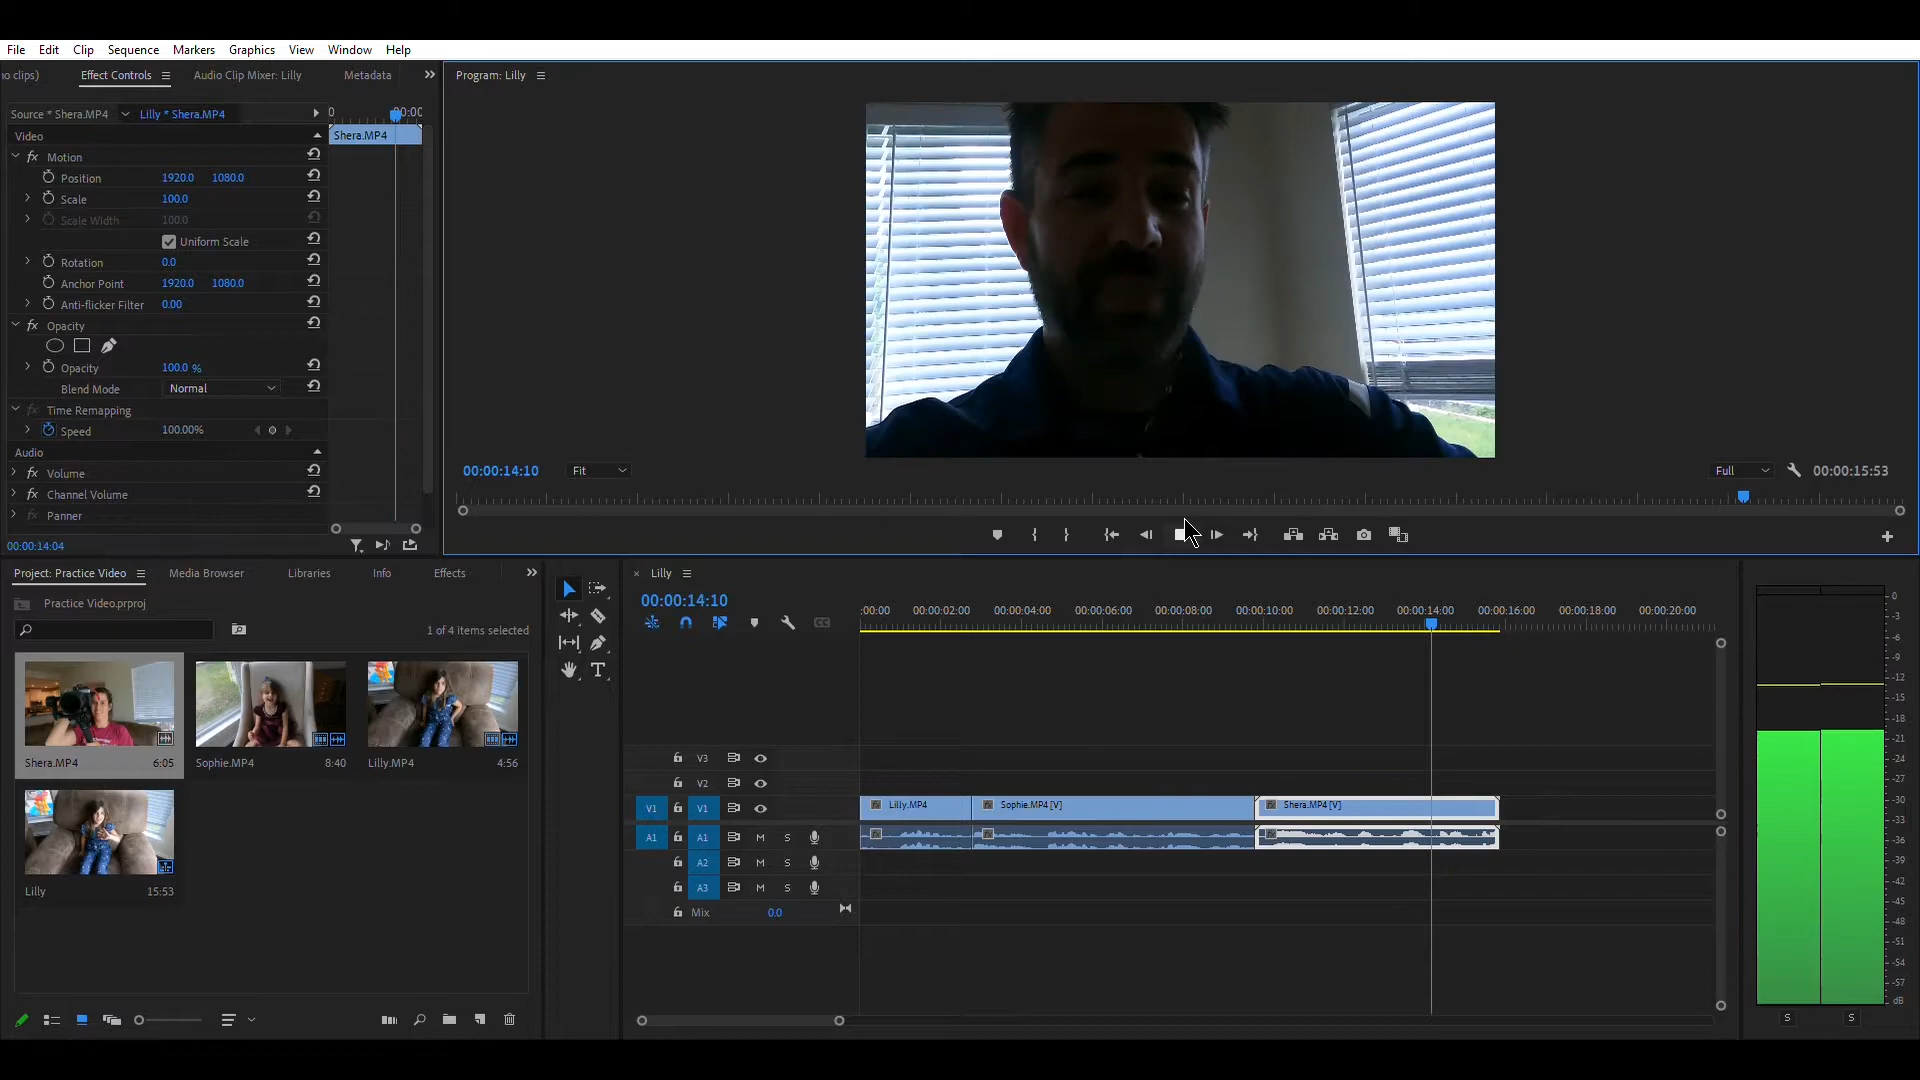 File Edit Clip Sequence Markers Graphics View Window Help
no clips) Effect Controls Audio Clip Mixer: Lilly Metadata
Program: Lilly
Source * Shera.MP4 Lilly * Shera.MP4
00:00
Video
Shera.MP4
Motion
Position 1920.0 1080.0
Scale 100.0
Scale Width 100.0
Uniform Scale
Rotation 0.0
Anchor Point 1920.0 1080.0
Anti-flicker Filter 0.00
Opacity
Opacity 100.0 %
Blend Mode Normal
Time Remapping
Speed 100.00%
Audio
Volume
Channel Volume
Panner
00:00:14:04
00:00:14:10 Fit Full 00:00:15:53
Project: Practice Video Media Browser Libraries Info Effects
Practice Video.prproj
1 of 4 items selected
Shera.MP4 6:05
Sophie.MP4 8:40
Lilly.MP4 4:56
Lilly 15:53
Lilly
00:00:14:10
:00:00 00:00:02:00 00:00:04:00 00:00:06:00 00:00:08:00 00:00:10:00 00:00:12:00 00:00:14:00 00:00:16:00 00:00:18:00 00:00:20:00
V3
V2
V1 V1 Lilly.MP4 Sophie.MP4 [V] Shera.MP4 [V]
A1 A1 M S
A2 M S
A3 M S
Mix 0.0
0
-3
-6
-9
-12
-15
-18
-21
-24
-27
-30
-33
-36
-39
-42
-45
-48
-51
-54
-57
dB
S S